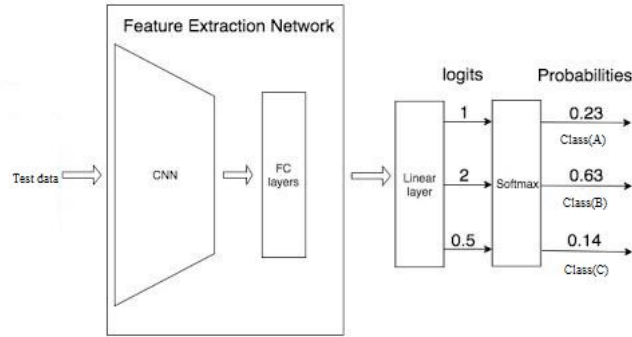 Feature Extraction Network
logits
Probabilities
Test data
CNN
FC
layers
Linear
layer
1
2
0.5
Softmax
0.23
Class(A)
0.63
Class(B)
0.14
Class(C)